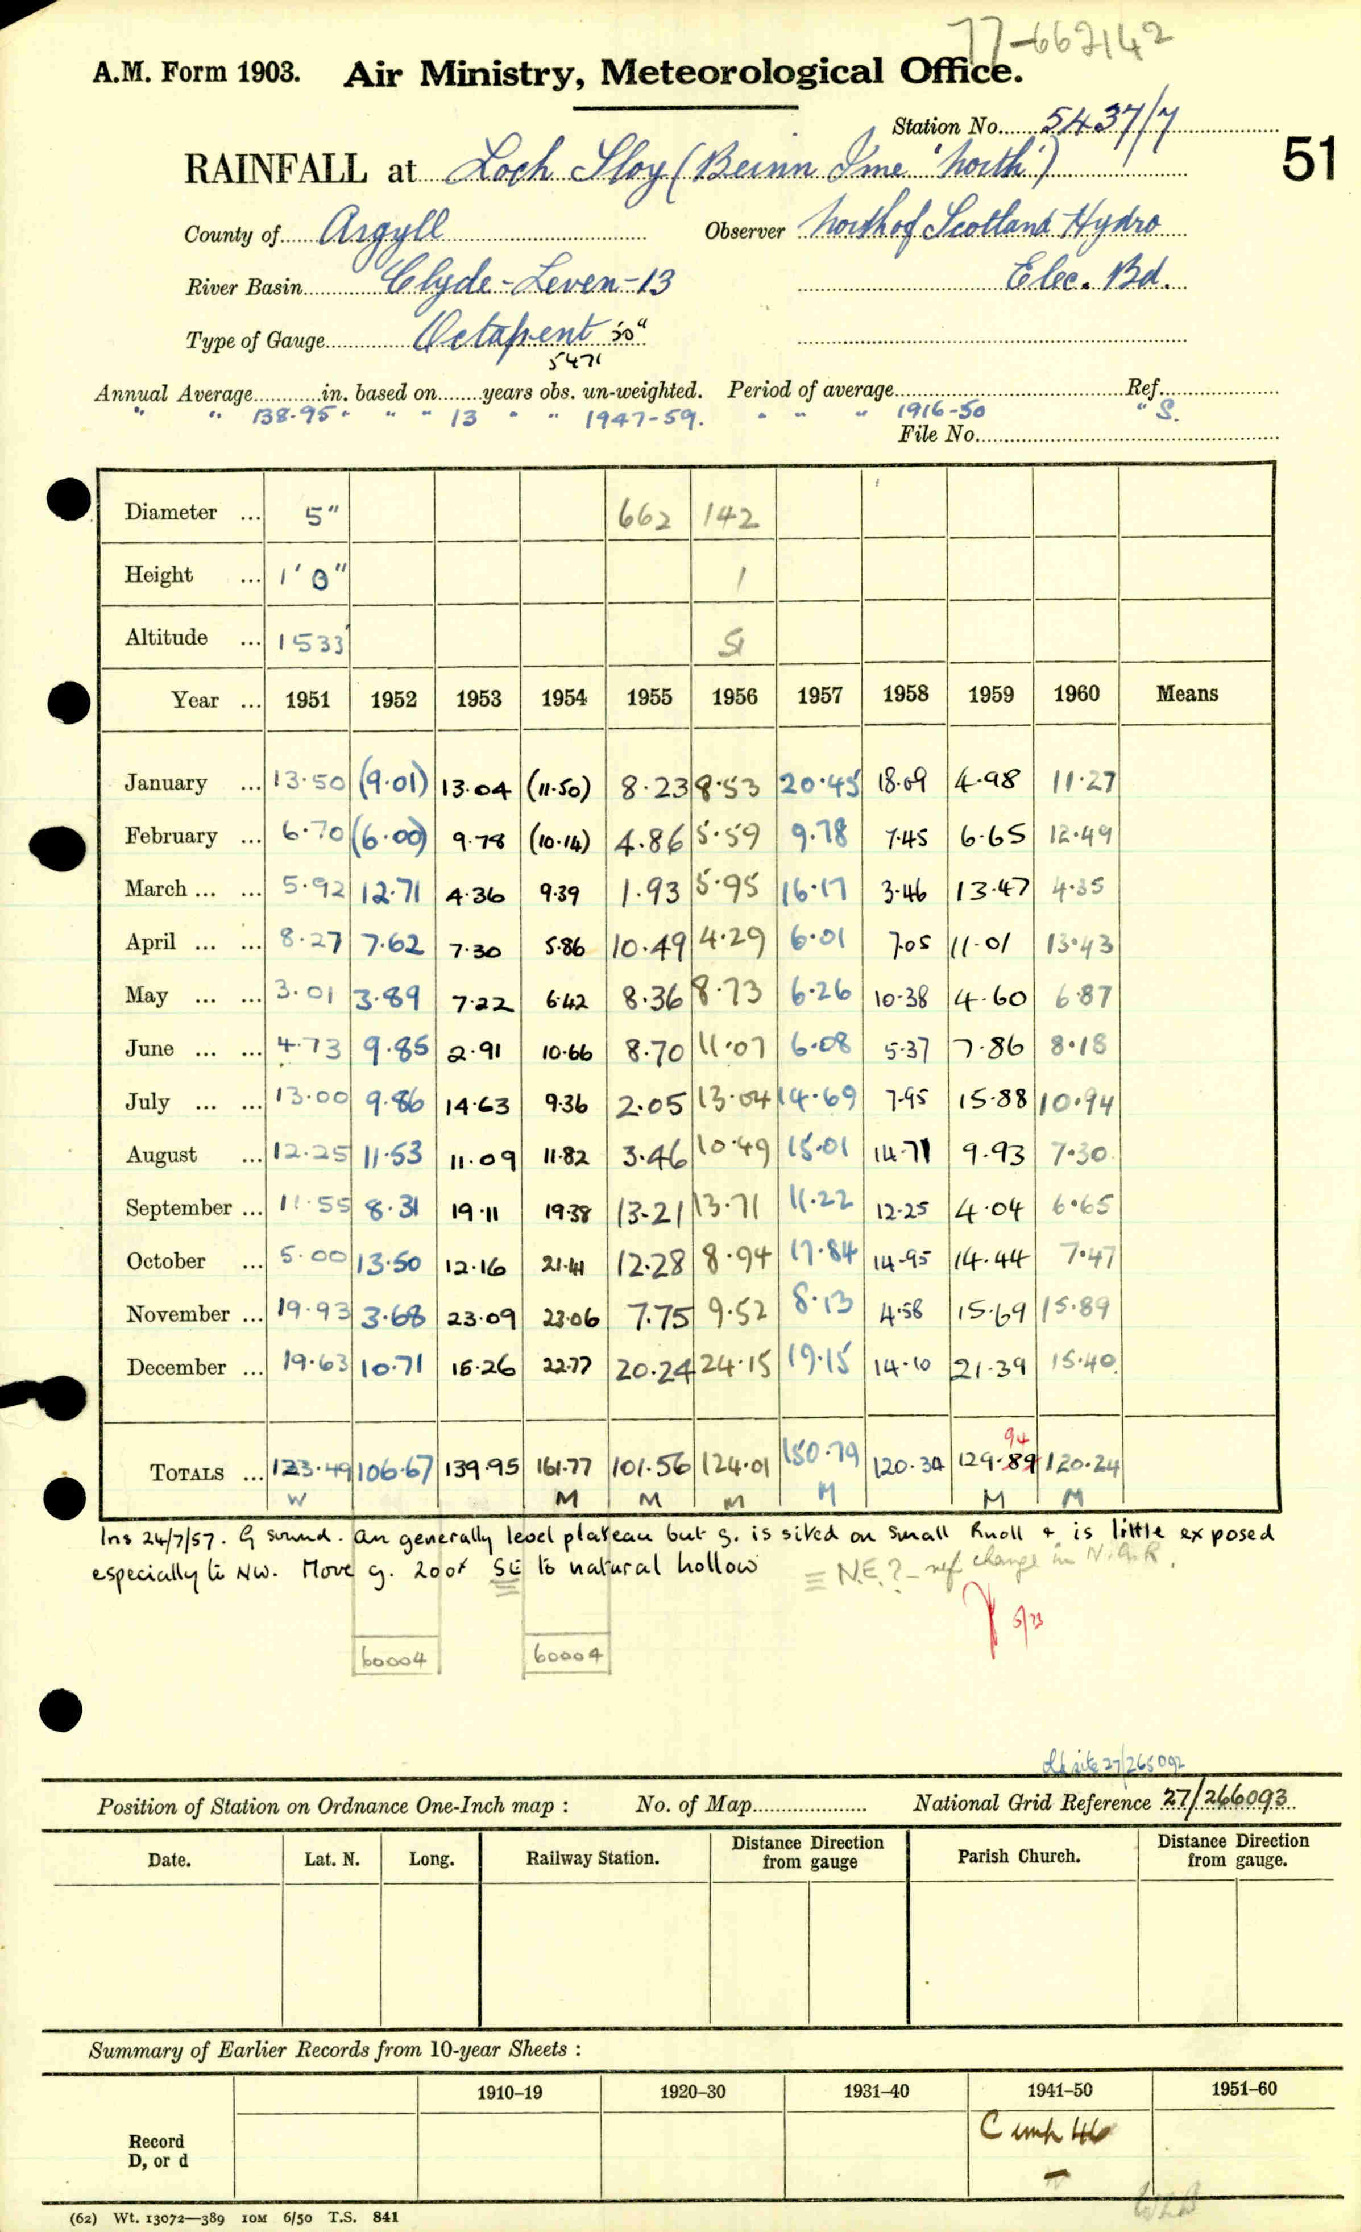 77-662142
A.M. Form 1903. Air Ministry, Meteorological Office.
Station No. 5437/7
RAINFALL at Loch Sloy (Beinn Ime 'North')
51
County of Argyll Observer North of Scotland Hydro
River Basin Clyde-Leven-13 Elec. Bd.
Type of Gauge Octapent 30"
5471
Annual Average in. based on years obs. un-weighted. Period of average Ref.
" " 138.95 " " " 13 " " 1947-59. " " " 1916-50 " S.
File No.
Diameter ... 5" 662 142
Height ... 1' 0" 1
Altitude ... 1533' S1
Year ... 1951 1952 1953 1954 1955 1956 1957 1958 1959 1960 Means
January ... 13.50 (9.01) 13.04 (11.50) 8.23 8.53 20.45 18.09 4.98 11.27
February ... 6.70 (6.00) 9.78 (10.14) 4.86 5.59 9.78 7.45 6.65 12.49
March ... ... 5.92 12.71 4.36 9.39 1.93 5.95 16.17 3.46 13.47 4.35
April ... ... 8.27 7.62 7.30 5.86 10.49 4.29 6.01 7.05 11.01 13.43
May ... ... 3.01 3.89 7.22 6.42 8.36 8.73 6.26 10.38 4.60 6.87
June ... ... 4.73 9.85 2.91 10.66 8.70 11.07 6.08 5.37 7.86 8.18
July ... ... 13.00 9.86 14.63 9.36 2.05 13.04 14.69 7.95 15.88 10.94
August ... 12.25 11.53 11.09 11.82 3.46 10.49 15.01 14.71 9.93 7.30
September ... 11.55 8.31 19.11 19.38 13.21 13.71 11.22 12.25 4.04 6.65
October ... 5.00 13.50 12.16 21.41 12.28 8.94 17.84 14.95 14.44 7.47
November ... 19.93 3.68 23.09 23.06 7.75 9.52 8.13 4.58 15.69 15.89
December ... 19.63 10.71 15.26 22.77 20.24 24.15 19.15 14.10 21.39 15.40
94
TOTALS ... 123.49 106.67 139.95 161.77 101.56 124.01 150.79 120.34 129.89 120.24
W M M M M M M
Ins 24/7/57. G sound. On generally level plateau but g. is sited on small knoll & is little exposed
especially to NW. Move g. 200x SE to natural hollow = N.E.? - ref change in N.G.R.
5/73
60004 60004
Old site 27/265092
Position of Station on Ordnance One-Inch map : No. of Map National Grid Reference 27/266093
Date. Lat. N. Long. Railway Station. Distance from gauge Direction Parish Church. Distance from gauge. Direction
Summary of Earlier Records from 10-year Sheets :
1910-19 1920-30 1931-40 1941-50 1951-60
Record D, or d C 46
(62) Wt. 13072—389 10M 6/50 T.S. 841